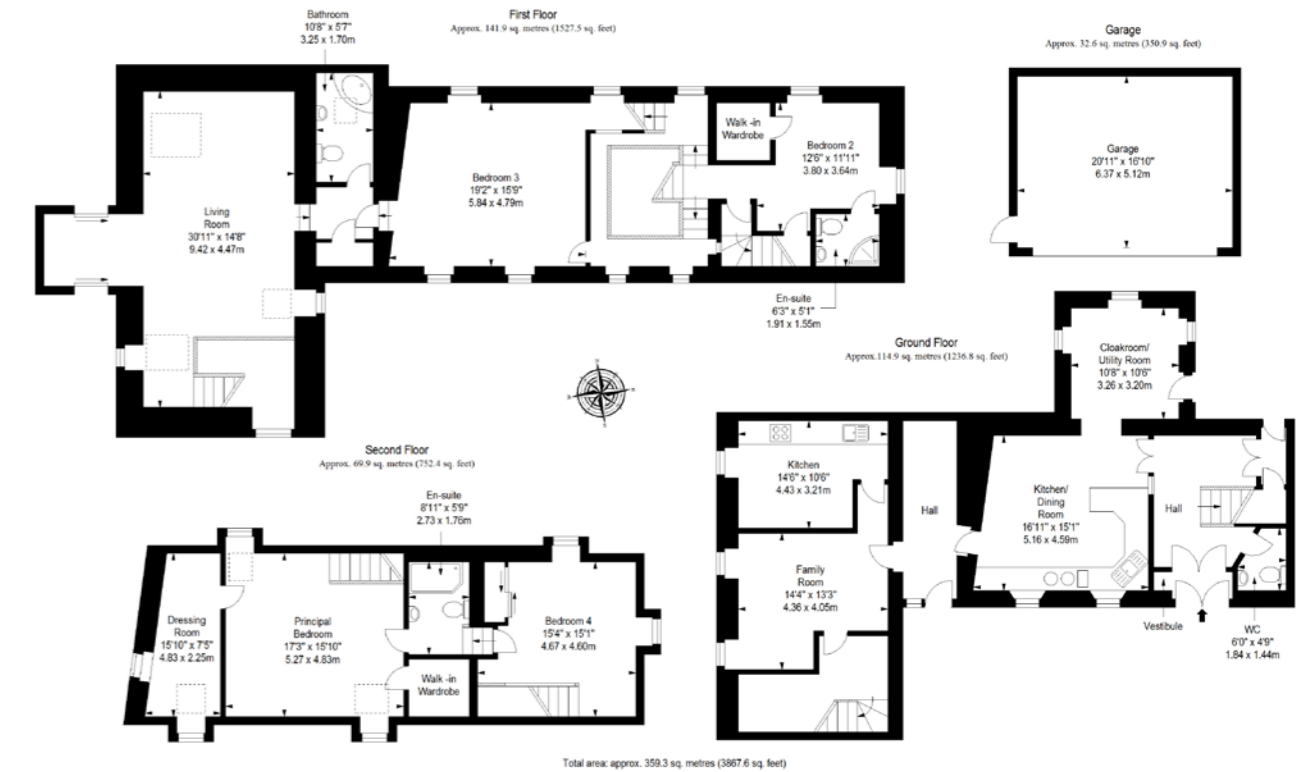 Bathroom
10'8" x 5'7"
3.25 x 1.70m
First Floor
Approx. 141.9 sq. metres (1527.5 sq. feet)
Garage
Approx. 32.6 sq. metres (350.9 sq. feet)
Walk -in
Wardrobe
Bedroom 2
12'6" x 11'11"
3.80 x 3.64m
Bedroom 3
19'2" x 15'9"
5.84 x 4.79m
Living
Room
30'11" x 14'8"
9.42 x 4.47m
Garage
20'11" x 16'10"
6.37 x 5.12m
En-suite
6'3" x 5'1"
1.91 x 1.55m
Ground Floor
Approx.114.9 sq. metres (1236.8 sq. feet)
Cloakroom/
Utility Room
10'8" x 10'6"
3.26 x 3.20m
Second Floor
Approx. 69.9 sq. metres (752.4 sq. feet)
Kitchen
14'6" x 10'6"
4.43 x 3.21m
Hall
Kitchen/
Dining
Room
16'11" x 15'1"
5.16 x 4.59m
Hall
En-suite
8'11" x 5'9"
2.73 x 1.76m
Family
Room
14'4" x 13'3"
4.36 x 4.05m
Dressing
Room
15'10" x 7'5"
4.83 x 2.25m
Principal
Bedroom
17'3" x 15'10"
5.27 x 4.83m
Bedroom 4
15'4" x 15'1"
4.67 x 4.60m
Walk -in
Wardrobe
Vestibule
WC
6'0" x 4'9"
1.84 x 1.44m
Total area: approx. 359.3 sq. metres (3867.6 sq. feet)